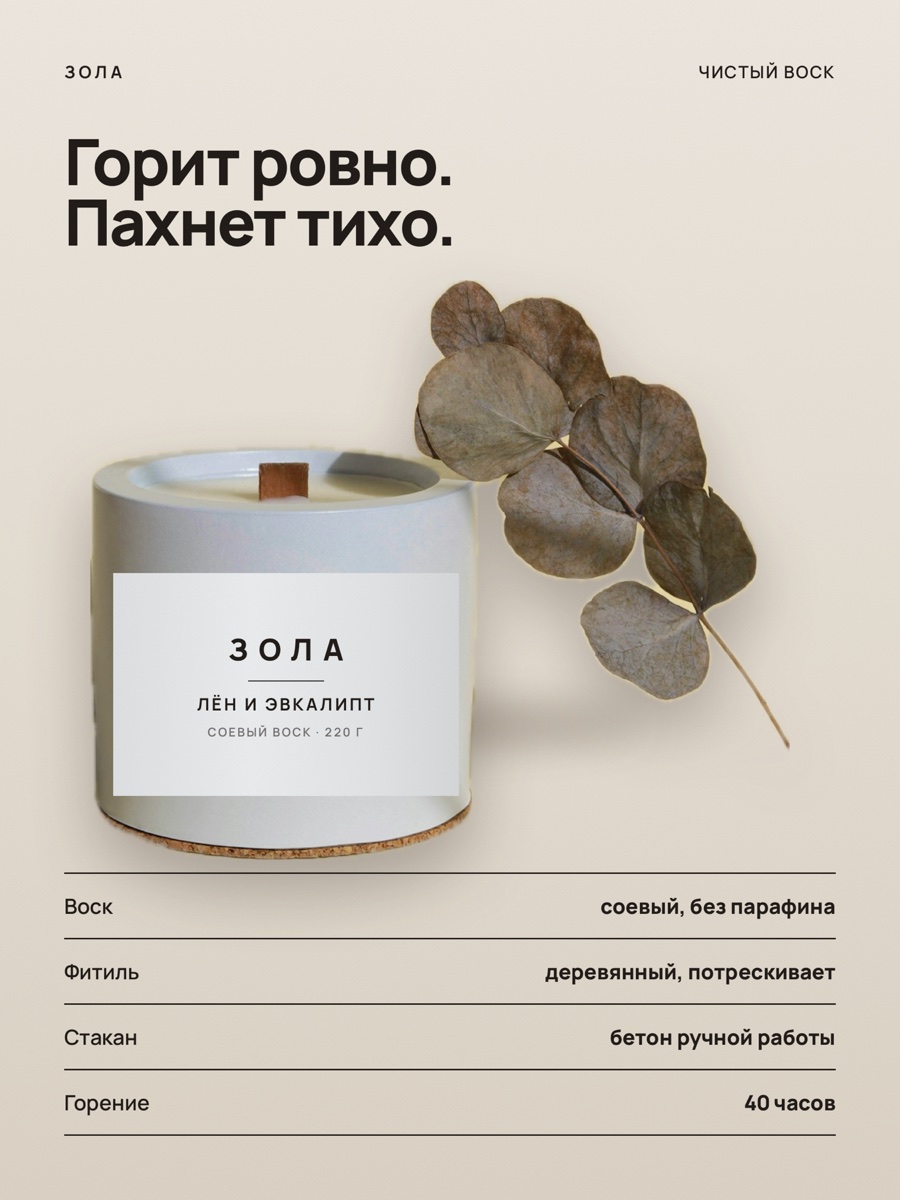 ЗОЛА
ЧИСТЫЙ ВОСК
Горит ровно.
Пахнет тихо.
ЗОЛА
ЛЁН И ЭВКАЛИПТ
СОЕВЫЙ ВОСК · 220 Г
Воск соевый, без парафина
Фитиль деревянный, потрескивает
Стакан бетон ручной работы
Горение 40 часов